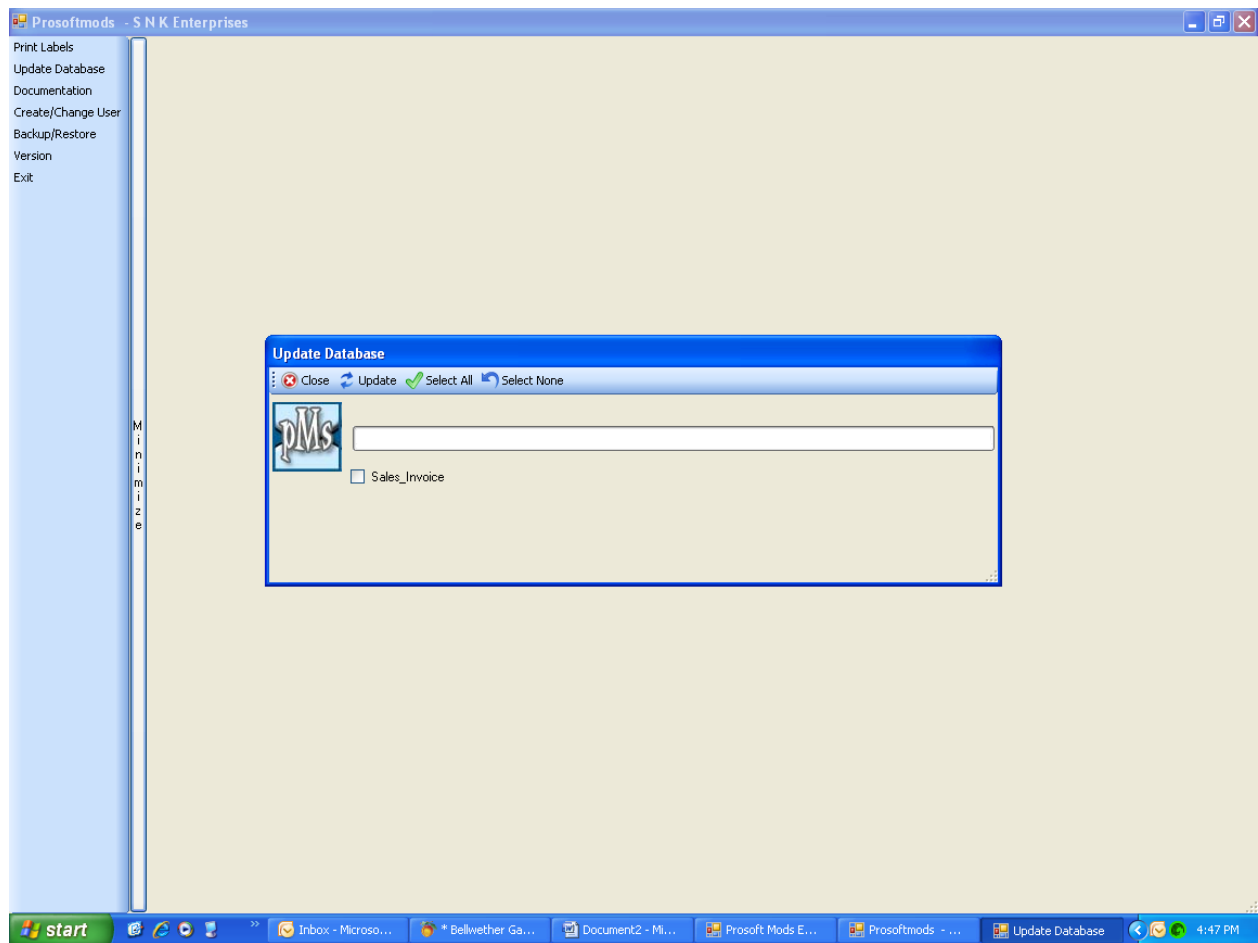 Prosoftmods - S N K Enterprises
Print Labels
Update Database
Documentation
Create/Change User
Backup/Restore
Version
Exit
Minimize
Update Database
Close Update Select All Select None
pMs
Sales_Invoice
start » Inbox - Microso... * Bellwether Ga... Document2 - Mi... Prosoft Mods E... Prosoftmods - ... Update Database 4:47 PM